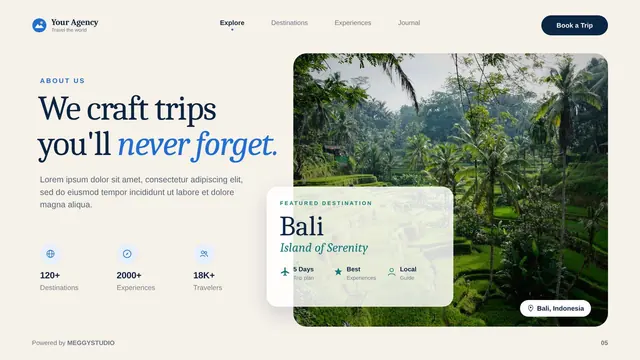 Your Agency
Travel the world
Explore
Destinations
Experiences
Journal
Book a Trip
ABOUT US
We craft trips
you'll never forget.
Lorem ipsum dolor sit amet, consectetur adipiscing elit,
sed do eiusmod tempor incididunt ut labore et dolore
magna aliqua.
120+
Destinations
2000+
Experiences
18K+
Travelers
FEATURED DESTINATION
Bali
Island of Serenity
5 Days
Trip plan
Best
Experiences
Local
Guide
Bali, Indonesia
Powered by MEGGYSTUDIO
05